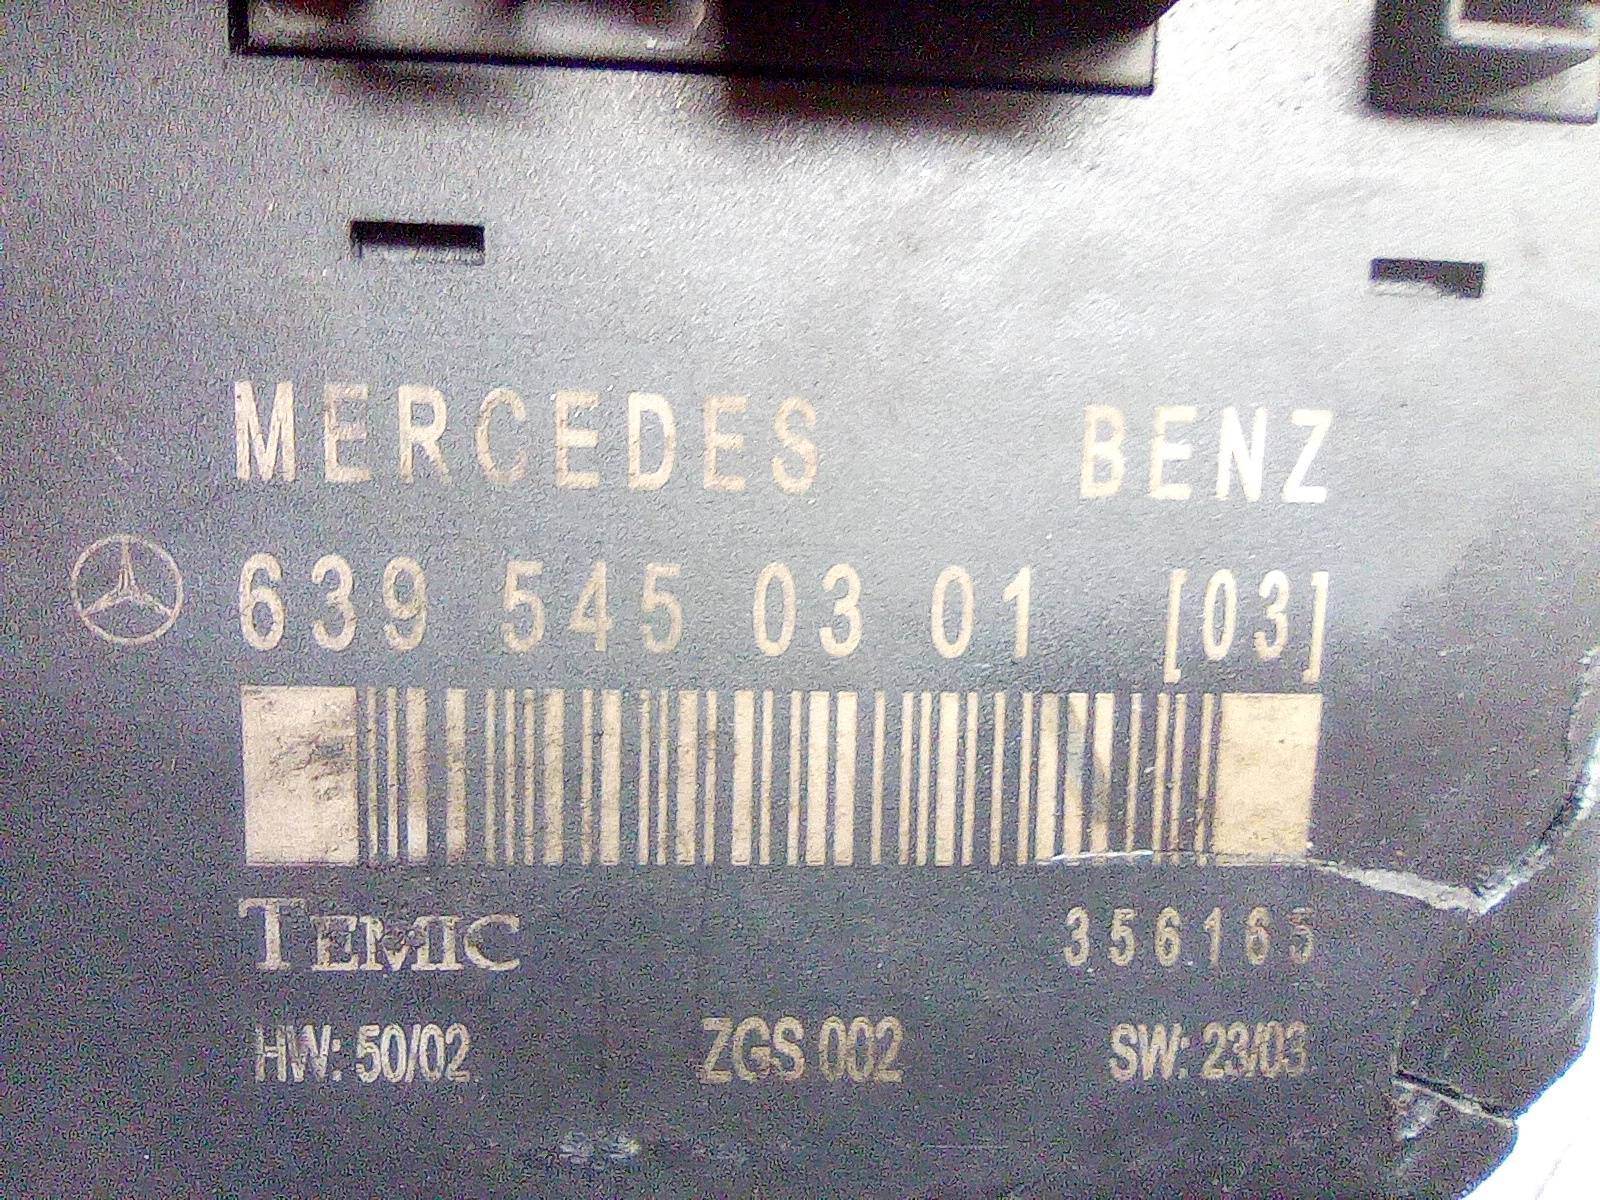 MERCEDES BENZ
639 545 03 01 [03]
TEMIC 356165
HW: 50/02 ZGS 002 SW: 23/03